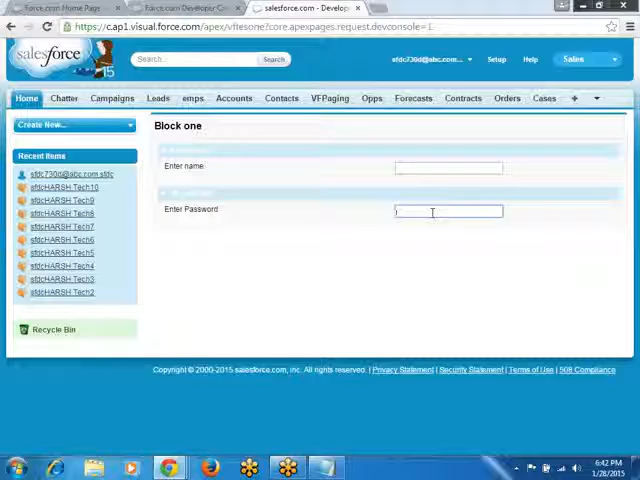 Force.com Home Page
Force.com Developer Co
salesforce.com - Develop
https://c.ap1.visual.force.com/apex/vftesone?core.apexpages.request.devconsole=1
salesforce
15
Search...
Search
sfdc730d@abc.com...
Setup
Help
Sales
Home
Chatter
Campaigns
Leads
emps
Accounts
Contacts
VFPaging
Opps
Forecasts
Contracts
Orders
Cases
+
Create New...
Recent Items
sfdc730d@abc.com sfdc
sfdcHARSH Tech10
sfdcHARSH Tech9
sfdcHARSH Tech8
sfdcHARSH Tech7
sfdcHARSH Tech6
sfdcHARSH Tech5
sfdcHARSH Tech4
sfdcHARSH Tech3
sfdcHARSH Tech2
Recycle Bin
Block one
Enter name
Enter Password
Copyright © 2000-2015 salesforce.com, inc. All rights reserved. | Privacy Statement | Security Statement | Terms of Use | 508 Compliance
6:42 PM
1/28/2015